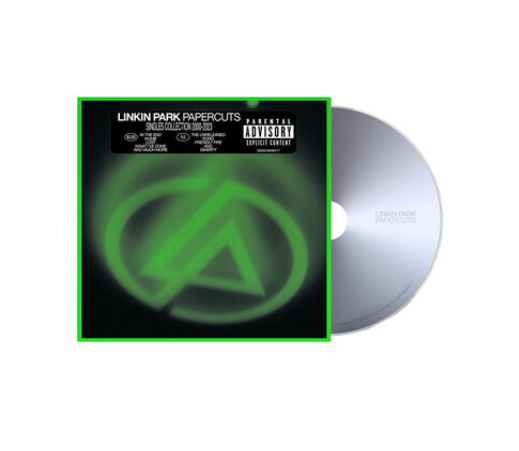 LINKIN PARK PAPERCUTS
SINGLES COLLECTION 2000-2023
IN THE END
NUMB
LOST
WHAT I'VE DONE
AND MUCH MORE
THE UNRELEASED
SONG
FRIENDLY FIRE
AND
QWERTY
PARENTAL
ADVISORY
EXPLICIT CONTENT
LINKIN PARK
PAPERCUTS